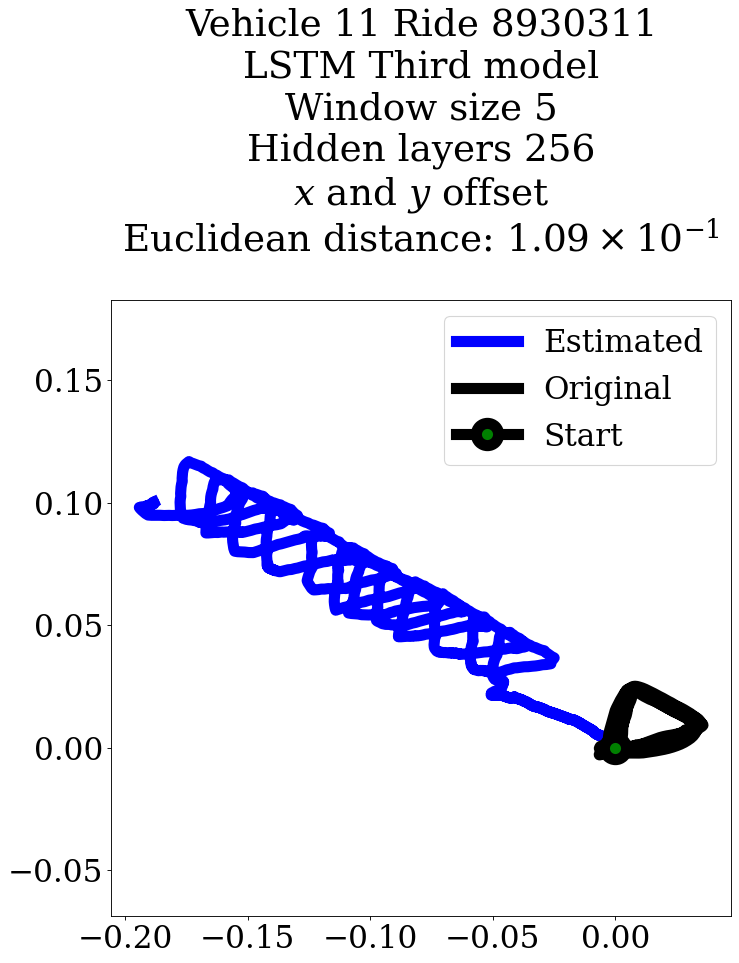 Vehicle 11 Ride 8930311
LSTM Third model
Window size 5
Hidden layers 256
x and y offset
Euclidean distance: 1.09 × 10⁻¹
Estimated
Original
Start
0.15
0.10
0.05
0.00
−0.05
−0.20 −0.15 −0.10 −0.05 0.00